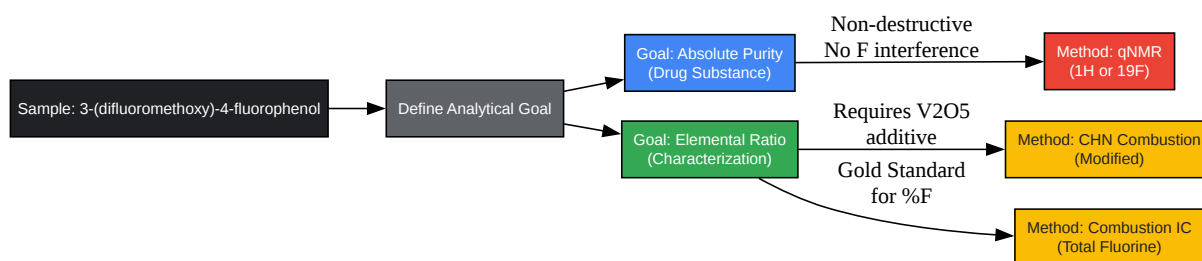 Sample: 3-(difluoromethoxy)-4-fluorophenol
Define Analytical Goal
Goal: Absolute Purity
(Drug Substance)
Non-destructive
No F interference
Method: qNMR
(1H or 19F)
Goal: Elemental Ratio
(Characterization)
Requires V2O5
additive
Method: CHN Combustion
(Modified)
Gold Standard
for %F
Method: Combustion IC
(Total Fluorine)